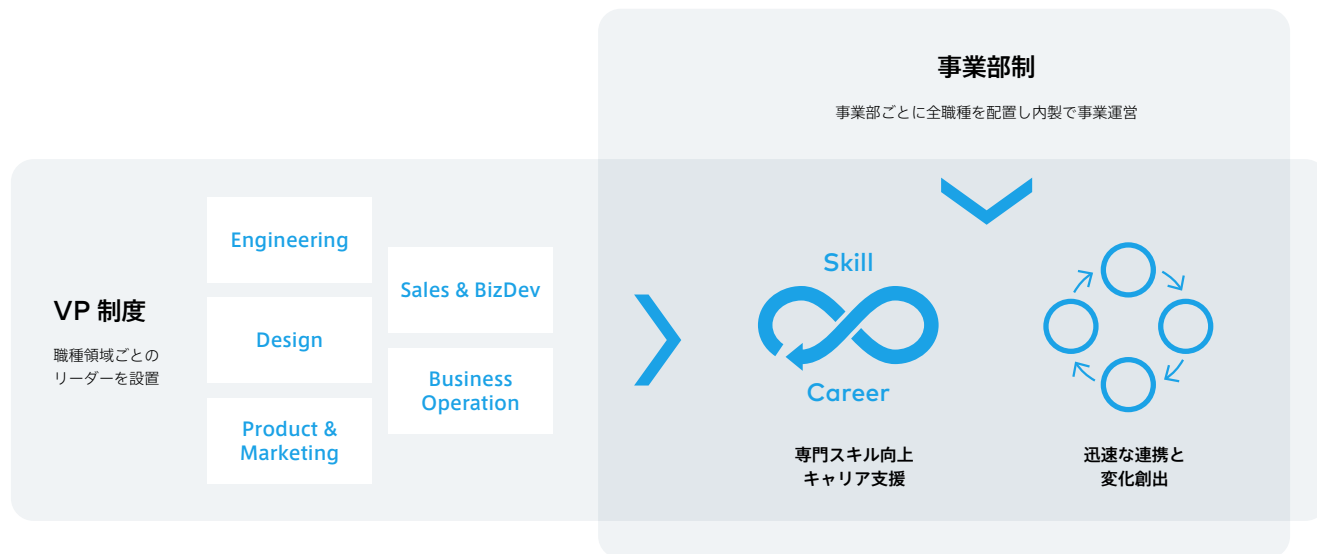 事業部制
事業部ごとに全職種を配置し内製で事業運営
VP 制度
職種領域ごとの
リーダーを設置
Engineering
Design
Product &
Marketing
Sales & BizDev
Business
Operation
Skill
Career
専門スキル向上
キャリア支援
迅速な連携と
変化創出